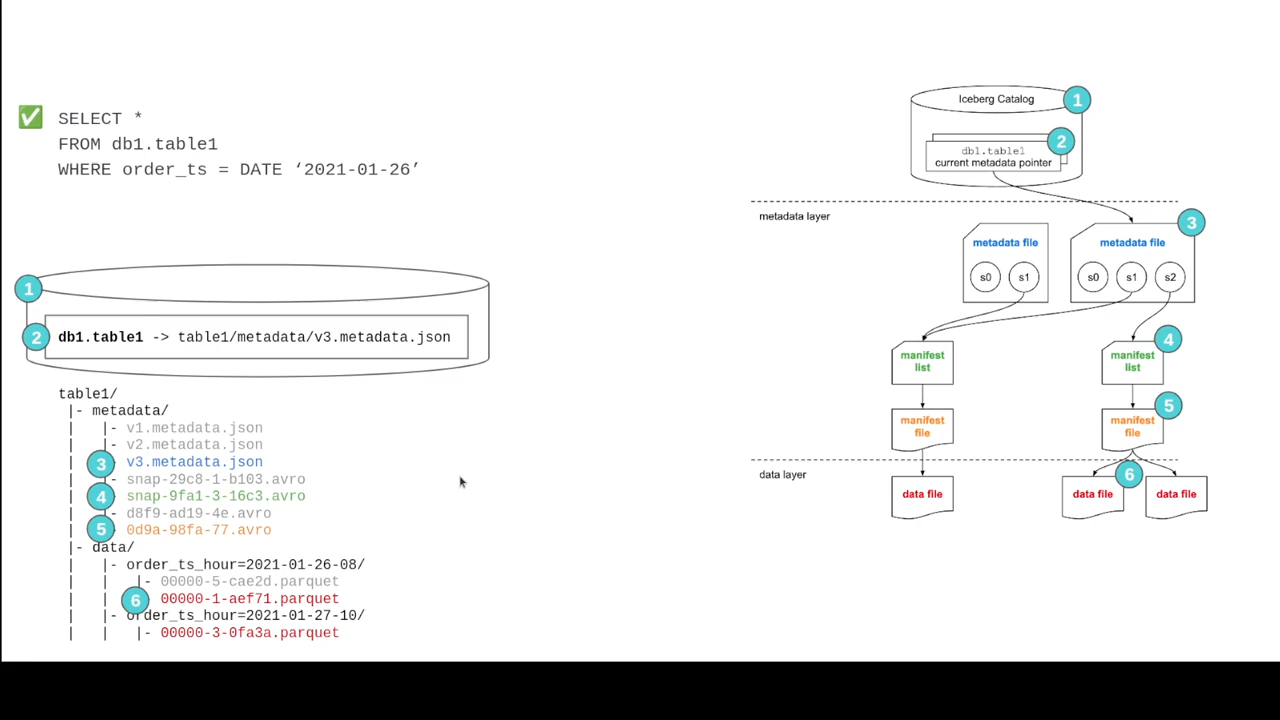 SELECT *
FROM db1.table1
WHERE order_ts = DATE ‘2021-01-26’
1
2
db1.table1 -> table1/metadata/v3.metadata.json
table1/
|- metadata/
| |- v1.metadata.json
| |- v2.metadata.json
| 3 v3.metadata.json
| |- snap-29c8-1-b103.avro
| 4 snap-9fa1-3-16c3.avro
| |- d8f9-ad19-4e.avro
| 5 0d9a-98fa-77.avro
|- data/
| |- order_ts_hour=2021-01-26-08/
| | |- 00000-5-cae2d.parquet
| | 6 00000-1-aef71.parquet
| |- order_ts_hour=2021-01-27-10/
| | |- 00000-3-0fa3a.parquet
Iceberg Catalog
1
2
db1.table1
current metadata pointer
metadata layer
3
metadata file
s0 s1
metadata file
s0 s1 s2
manifest
list
4
manifest
list
manifest
file
5
manifest
file
data layer
6
data file
data file
data file